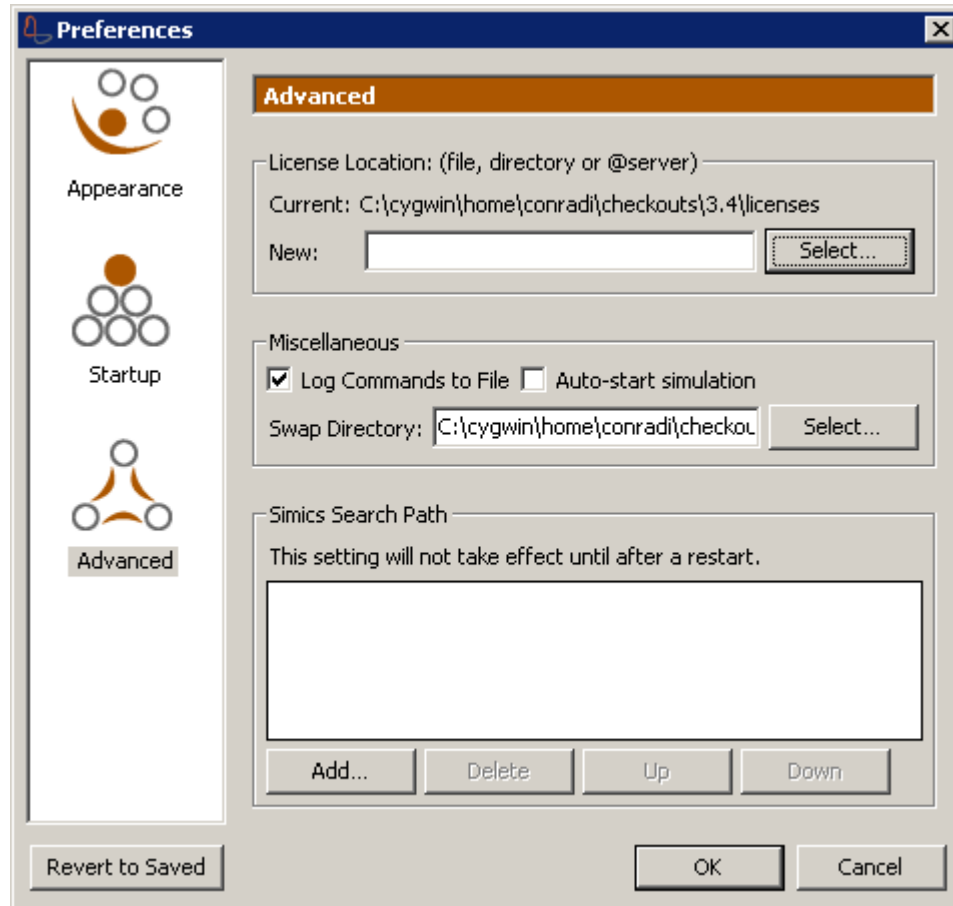 Preferences
Appearance
Startup
Advanced
Advanced
License Location: (file, directory or @server)
Current: C:\cygwin\home\conradi\checkouts\3.4\licenses
New:
Select...
Miscellaneous
Log Commands to File
Auto-start simulation
Swap Directory: C:\cygwin\home\conradi\checkou
Select...
Simics Search Path
This setting will not take effect until after a restart.
Add...
Delete
Up
Down
Revert to Saved
OK
Cancel